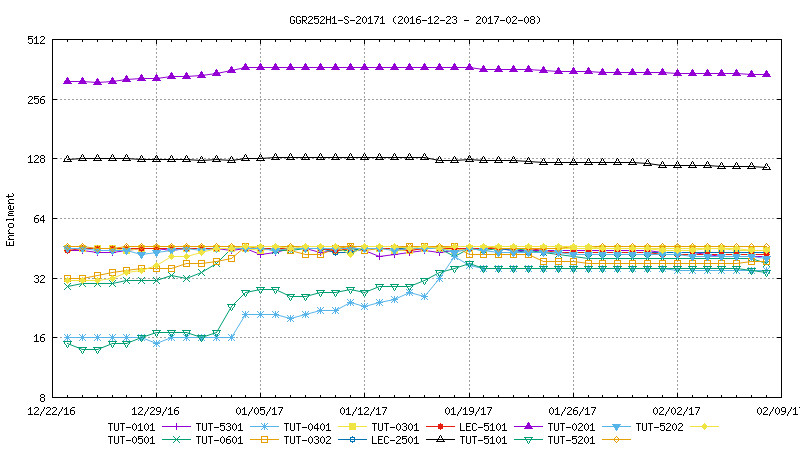 GGR252H1-S-20171 (2016-12-23 - 2017-02-08)
512
256
128
64
32
16
8
Enrolment
12/22/16 12/29/16 01/05/17 01/12/17 01/19/17 01/26/17 02/02/17 02/09/17
TUT-0101 TUT-5301 TUT-0401 TUT-0301 LEC-5101 TUT-0201 TUT-5202
TUT-0501 TUT-0601 TUT-0302 LEC-2501 TUT-5101 TUT-5201